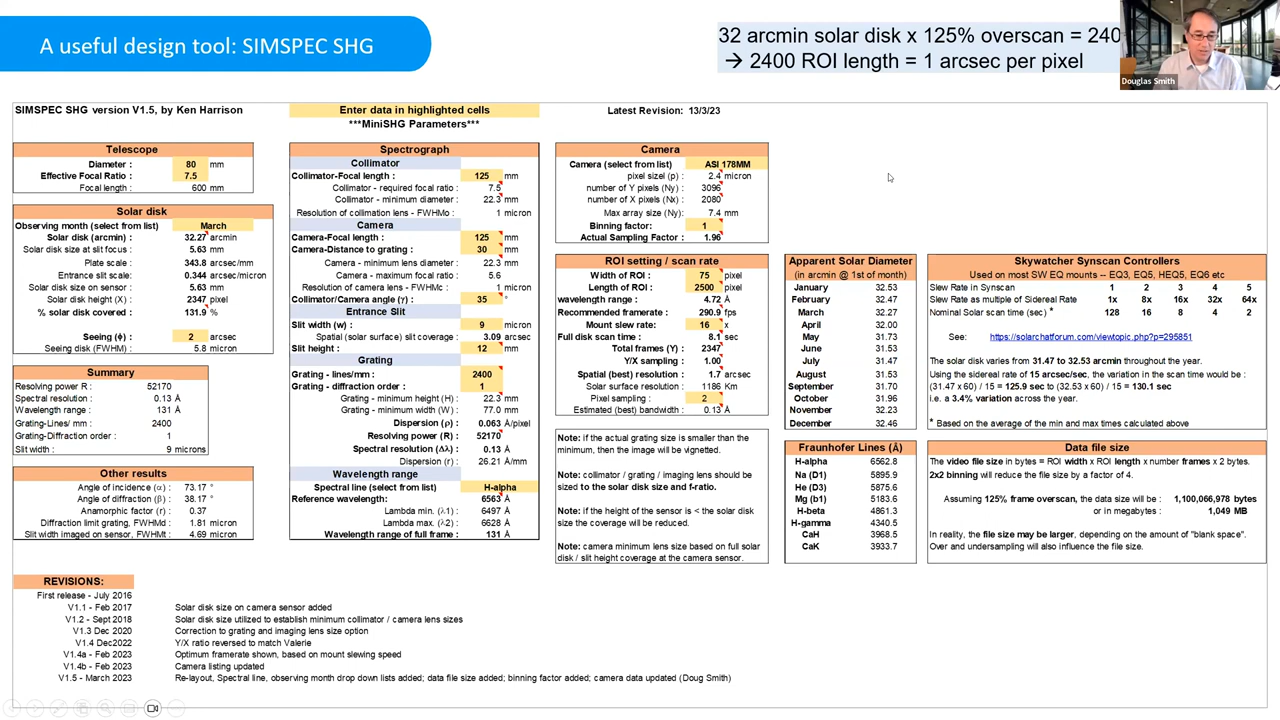 A useful design tool: SIMSPEC SHG
32 arcmin solar disk x 125% overscan = 240
→ 2400 ROI length = 1 arcsec per pixel
Douglas Smith
SIMSPEC SHG version V1.5, by Ken Harrison
Enter data in highlighted cells
***MiniSHG Parameters***
Latest Revision: 13/3/23
Telescope
Diameter : 80 mm
Effective Focal Ratio : 7.5
Focal length : 600 mm
Solar disk
Observing month (select from list) March
Solar disk (arcmin) : 32.27 arcmin
Solar disk size at slit focus : 5.63 mm
Plate scale : 343.8 arcsec/mm
Entrance slit scale: 0.344 arcsec/micron
Solar disk size on sensor : 5.63 mm
Solar disk height (X) : 2347 pixel
% solar disk covered : 131.9 %
Seeing (ϕ) : 2 arcsec
Seeing disk (FWHM) : 5.8 micron
Summary
Resolving power R : 52170
Spectral resolution : 0.13 Å
Wavelength range : 131 Å
Grating-Lines/ mm : 2400
Grating-Diffraction order : 1
Slit width : 9 microns
Other results
Angle of incidence (α) : 73.17 °
Angle of diffraction (β) : 38.17 °
Anamorphic factor (r) : 0.37
Diffraction limit grating, FWHMd : 1.81 micron
Slit width imaged on sensor, FWHMt : 4.69 micron
Spectrograph
Collimator
Collimator-Focal length : 125 mm
Collimator - required focal ratio : 7.5
Collimator - minimum diameter : 22.3 mm
Resolution of collimation lens - FWHMo : 1 micron
Camera
Camera-Focal length : 125 mm
Camera-Distance to grating : 30 mm
Camera - minimum lens diameter : 22.3 mm
Camera - maximum focal ratio : 5.6
Resolution of camera lens - FWHMc : 1 micron
Collimator/Camera angle (γ) : 35 °
Entrance Slit
Slit width (w) : 9 micron
Spatial (solar surface) slit coverage : 3.09 arcsec
Slit height : 12 mm
Grating
Grating - lines/mm : 2400
Grating - diffraction order : 1
Grating - minimum height (H) : 22.3 mm
Grating - minimum width (W) : 77.0 mm
Dispersion (ρ) : 0.063 Å/pixel
Resolving power (R) : 52170
Spectral resolution (Δλ) : 0.13 Å
Dispersion (r) : 26.21 Å/mm
Wavelength range
Spectral line (select from list) H-alpha
Reference wavelength: 6563 Å
Lambda min. (λ1) : 6497 Å
Lambda max. (λ2) : 6628 Å
Wavelength range of full frame : 131 Å
Camera
Camera (select from list) ASI 178MM
pixel sizel (p) : 2.4 micron
number of Y pixels (Ny) : 3096
number of X pixels (Nx) : 2080
Max array size (Ny) : 7.4 mm
Binning factor: 1
Actual Sampling Factor : 1.96
ROI setting / scan rate
Width of ROI : 75 pixel
Length of ROI : 2500 pixel
wavelength range : 4.72 Å
Recommended framerate : 290.9 fps
Mount slew rate: 16 x
Full disk scan time : 8.1 sec
Total frames (Y) : 2347
Y/X sampling : 1.00
Spatial (best) resolution : 1.7 arcsec
Solar surface resolution : 1186 Km
Pixel sampling : 2
Estimated (best) bandwidth : 0.13 Å
Note: if the actual grating size is smaller than the
minimum, then the image will be vignetted.
Note: collimator / grating / imaging lens should be
sized to the solar disk size and f-ratio.
Note: if the height of the sensor is < the solar disk
size the coverage will be reduced.
Note: camera minimum lens size based on full solar
disk / slit height coverage at the camera sensor.
Apparent Solar Diameter
(in arcmin @ 1st of month)
January 32.53
February 32.47
March 32.27
April 32.00
May 31.73
June 31.53
July 31.47
August 31.53
September 31.70
October 31.96
November 32.23
December 32.46
Fraunhofer Lines (Å)
H-alpha 6562.8
Na (D1) 5895.9
He (D3) 5875.6
Mg (b1) 5183.6
H-beta 4861.3
H-gamma 4340.5
CaH 3968.5
CaK 3933.7
Skywatcher Synscan Controllers
Used on most SW EQ mounts -- EQ3, EQ5, HEQ5, EQ6 etc
Slew Rate in Synscan 1 2 3 4 5
Slew Rate as multiple of Sidereal Rate 1x 8x 16x 32x 64x
Nominal Solar scan time (sec) * 128 16 8 4 2
See: https://solarchatforum.com/viewtopic.php?p=295851
The solar disk varies from 31.47 to 32.53 arcmin throughout the year.
Using the sidereal rate of 15 arcsec/sec, the variation in the scan time would be :
(31.47 x 60) / 15 = 125.9 sec to (32.53 x 60) / 15 = 130.1 sec
i.e. a 3.4% variation across the year.
* Based on the average of the min and max times calculated above
Data file size
The video file size in bytes = ROI width x ROI length x number frames x 2 bytes.
2x2 binning will reduce the file size by a factor of 4.
Assuming 125% frame overscan, the data size will be : 1,100,066,978 bytes
or in megabytes : 1,049 MB
In reality, the file size may be larger, depending on the amount of "blank space".
Over and undersampling will also influence the file size.
REVISIONS:
First release - July 2016
V1.1 - Feb 2017 Solar disk size on camera sensor added
V1.2 - Sept 2018 Solar disk size utilized to establish minimum collimator / camera lens sizes
V1.3 Dec 2020 Correction to grating and imaging lens size option
V1.4 Dec2022 Y/X ratio reversed to match Valerie
V1.4a - Feb 2023 Optimum framerate shown, based on mount slewing speed
V1.4b - Feb 2023 Camera listing updated
V1.5 - March 2023 Re-layout, Spectral line, observing month drop down lists added; data file size added; binning factor added; camera data updated (Doug Smith)